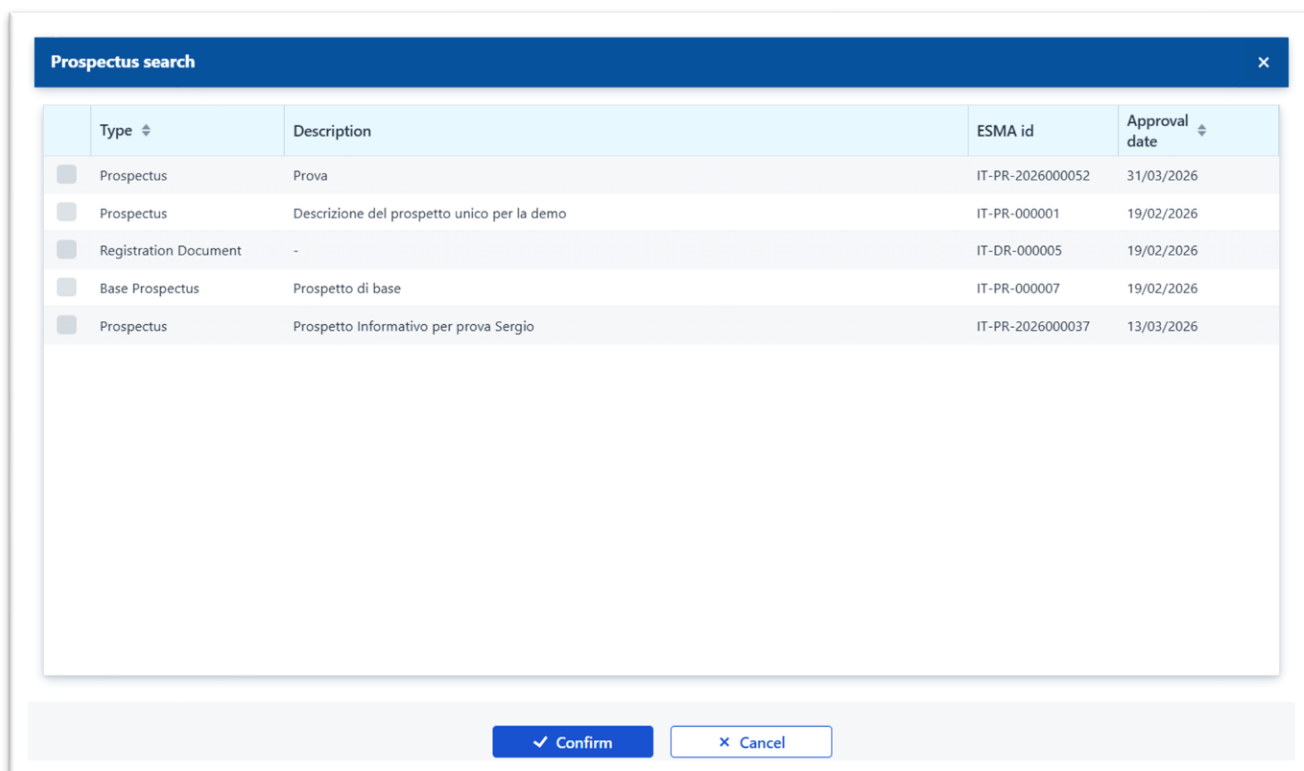 Prospectus search
Type Description ESMA id Approval date
Prospectus Prova IT-PR-2026000052 31/03/2026
Prospectus Descrizione del prospetto unico per la demo IT-PR-000001 19/02/2026
Registration Document - IT-DR-000005 19/02/2026
Base Prospectus Prospetto di base IT-PR-000007 19/02/2026
Prospectus Prospetto Informativo per prova Sergio IT-PR-2026000037 13/03/2026
Confirm Cancel